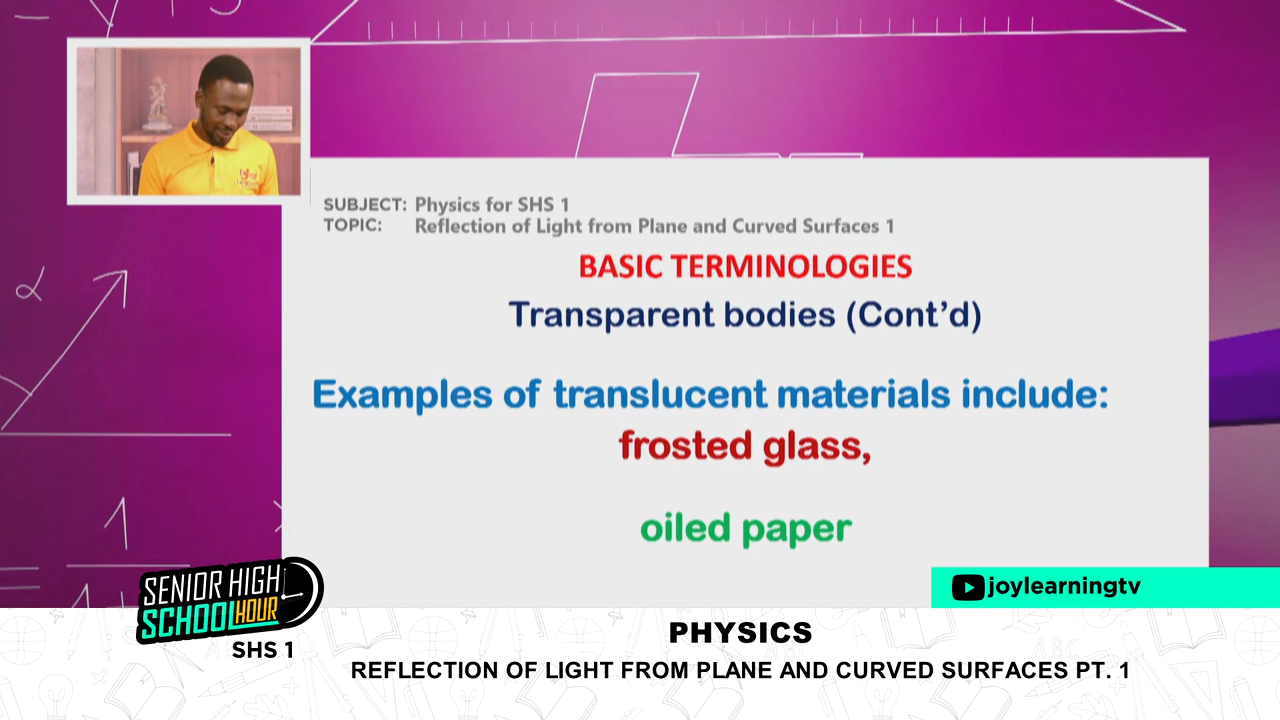 SUBJECT: Physics for SHS 1
TOPIC: Reflection of Light from Plane and Curved Surfaces 1
BASIC TERMINOLOGIES
Transparent bodies (Cont’d)
Examples of translucent materials include:
frosted glass,
oiled paper
α
1
SENIOR HIGH
SCHOOL HOUR
SHS 1
joylearningtv
PHYSICS
REFLECTION OF LIGHT FROM PLANE AND CURVED SURFACES PT. 1